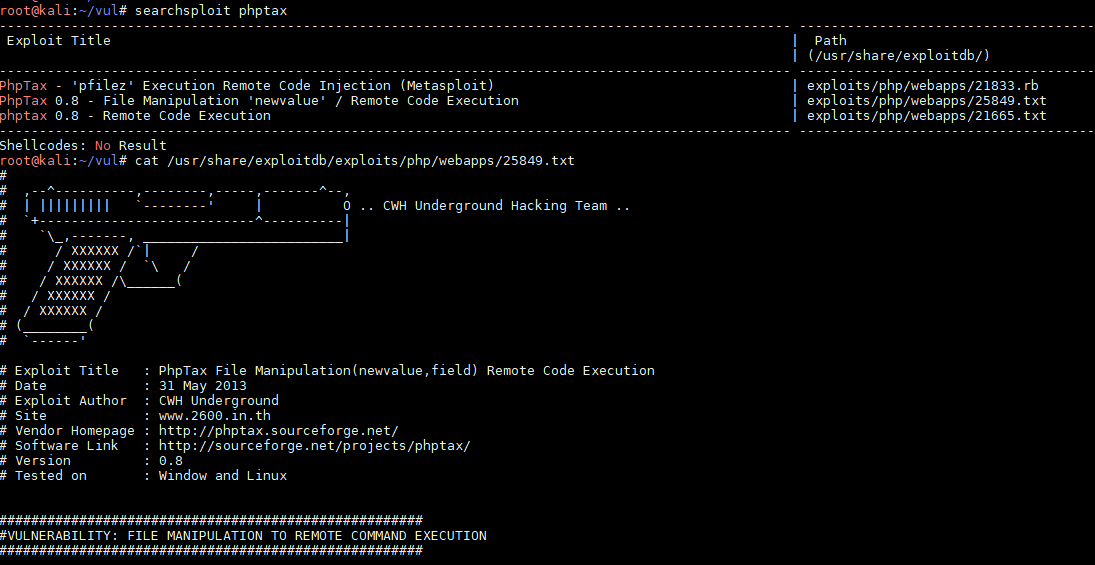 root@kali:~/vul# searchsploit phptax
--------------------------------------------------------------------------------------------------- -------------------------------------
 Exploit Title                                                                                     |  Path
                                                                                                   | (/usr/share/exploitdb/)
--------------------------------------------------------------------------------------------------- -------------------------------------
PhpTax - 'pfilez' Execution Remote Code Injection (Metasploit)                                     | exploits/php/webapps/21833.rb
PhpTax 0.8 - File Manipulation 'newvalue' / Remote Code Execution                                  | exploits/php/webapps/25849.txt
phptax 0.8 - Remote Code Execution                                                                 | exploits/php/webapps/21665.txt
--------------------------------------------------------------------------------------------------- -------------------------------------
Shellcodes: No Result
root@kali:~/vul# cat /usr/share/exploitdb/exploits/php/webapps/25849.txt
#
#  ,--^----------,--------,-----,-------^--,
#  | |||||||||   `--------'     |          O .. CWH Underground Hacking Team ..
#  `+---------------------------^----------|
#    `\_,-------, _________________________|
#      / XXXXXX /`|     /
#     / XXXXXX /  `\   /
#    / XXXXXX /\______(
#   / XXXXXX /
#  / XXXXXX /
# (________(
#  `------'

# Exploit Title   : PhpTax File Manipulation(newvalue,field) Remote Code Execution
# Date            : 31 May 2013
# Exploit Author  : CWH Underground
# Site            : www.2600.in.th
# Vendor Homepage : http://phptax.sourceforge.net/
# Software Link   : http://sourceforge.net/projects/phptax/
# Version         : 0.8
# Tested on       : Window and Linux

#####################################################
#VULNERABILITY: FILE MANIPULATION TO REMOTE COMMAND EXECUTION
#####################################################